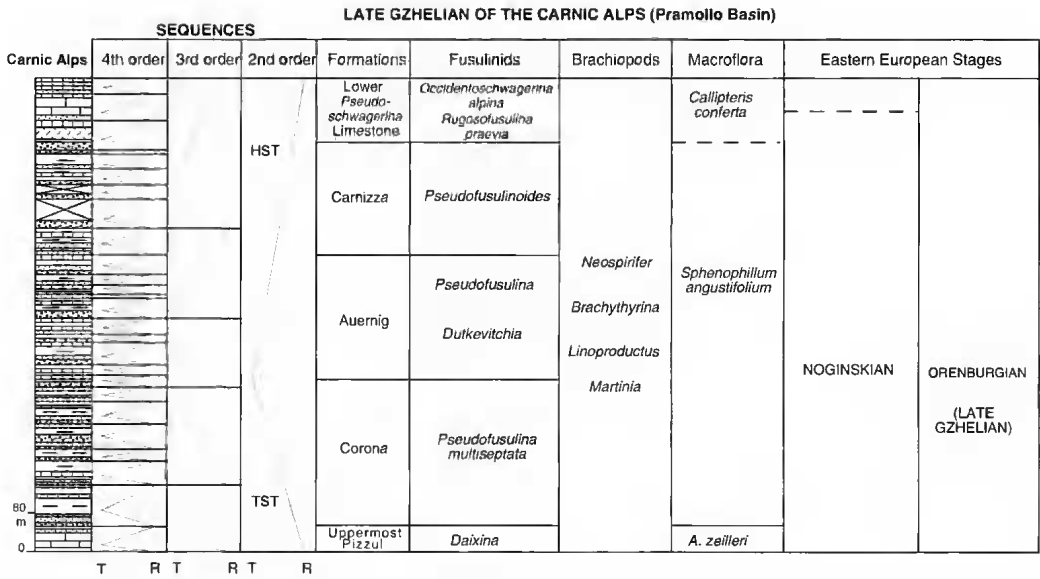 LATE GZHELIAN OF THE CARNIC ALPS (Pramollo Basin)
SEQUENCES
Carnic Alps 4th order 3rd order 2nd order Formations Fusulinids Brachiopods Macroflora Eastern European Stages
Lower
Pseudo-
schwagerina
Limestone
Occidentoschwagerina
alpina
Rugosofusulina
praevia
Callipteris
conferta
HST
Carnizza
Pseudofusulinoides
Neospirifer
Sphenophillum
angustifolium
Pseudofusulina
Brachythyrina
Auernig
Dutkevitchia
Linoproductus
Martinia
NOGINSKIAN
ORENBURGIAN
(LATE
GZHELIAN)
Corona
Pseudofusulina
multiseptata
TST
80
m
0
Uppermost
Pizzul
Daixina
A. zeilleri
T R T R T R